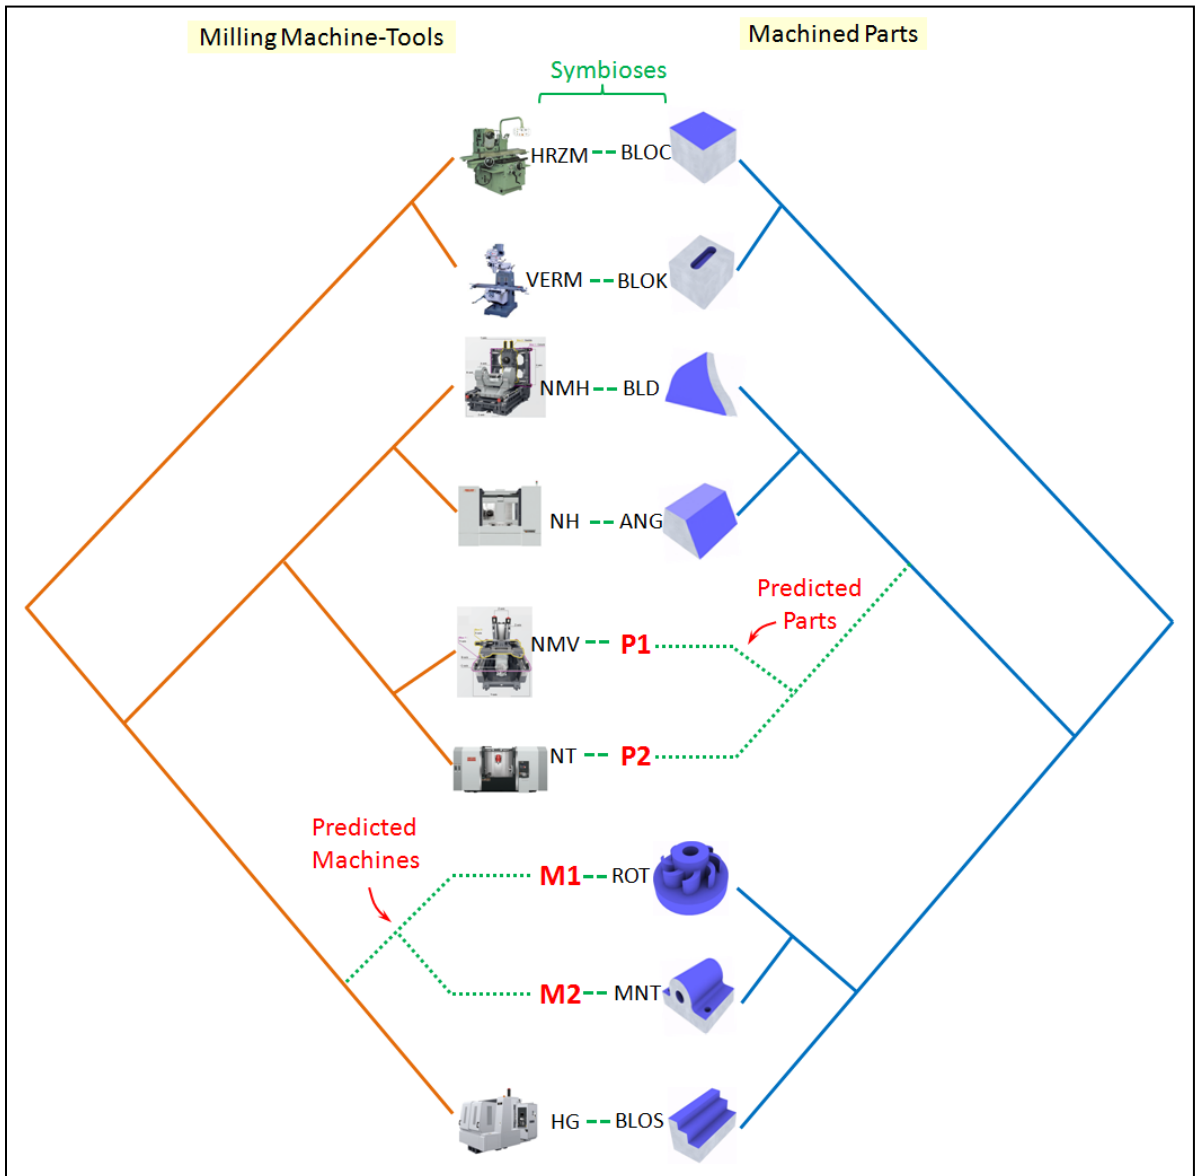 Milling Machine-Tools
Machined Parts
Symbioses
HRZM
BLOC
VERM
BLOK
NMH
BLD
NH
ANG
Predicted
Parts
NMV
P1
NT
P2
Predicted
Machines
M1
ROT
M2
MNT
HG
BLOS